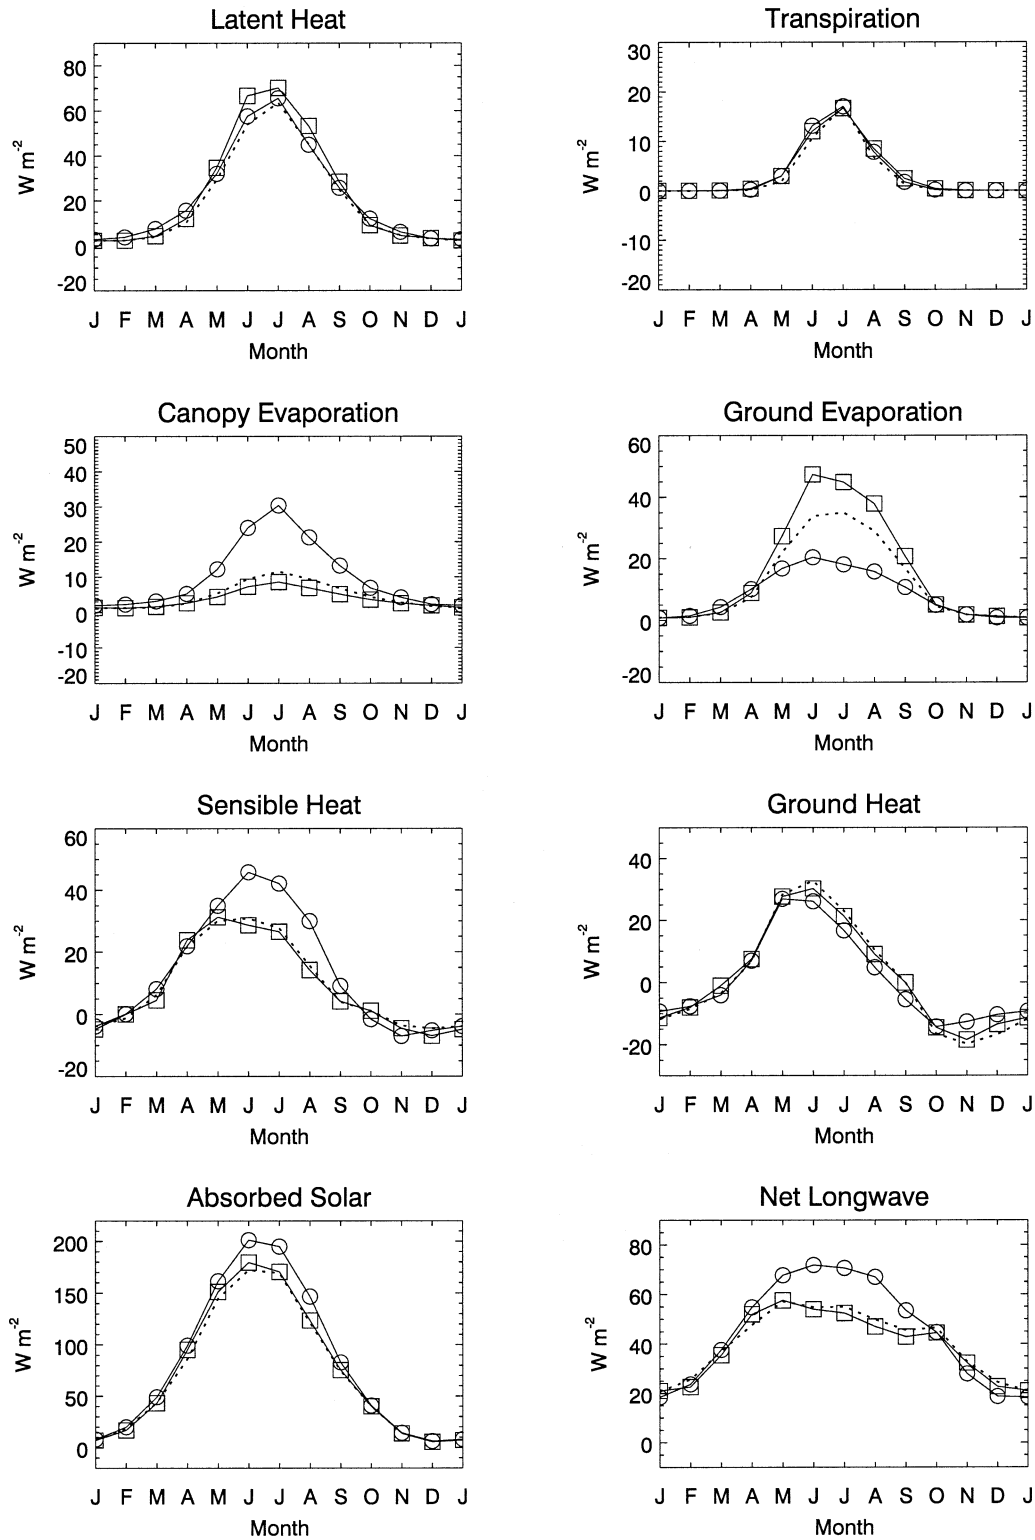 Latent Heat
80
60
40
20
0
-20
W m-2
J F M A M J J A S O N D J
Month
Transpiration
30
20
10
0
-10
-20
W m-2
J F M A M J J A S O N D J
Month
Canopy Evaporation
50
40
30
20
10
0
-10
-20
W m-2
J F M A M J J A S O N D J
Month
Ground Evaporation
60
40
20
0
-20
W m-2
J F M A M J J A S O N D J
Month
Sensible Heat
60
40
20
0
-20
W m-2
J F M A M J J A S O N D J
Month
Ground Heat
40
20
0
-20
W m-2
J F M A M J J A S O N D J
Month
Absorbed Solar
200
150
100
50
0
W m-2
J F M A M J J A S O N D J
Month
Net Longwave
80
60
40
20
0
W m-2
J F M A M J J A S O N D J
Month